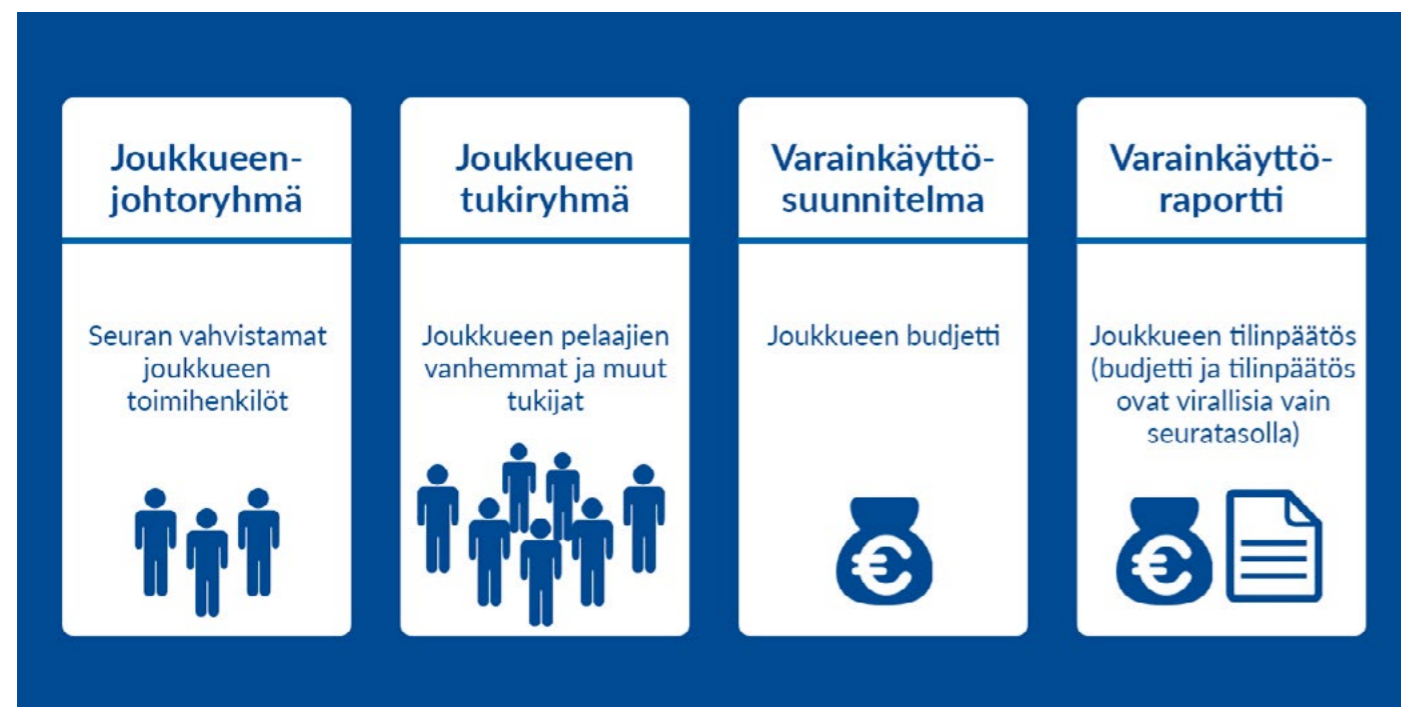 Joukkueen-
johtoryhmä
Seuran vahvistamat
joukkueen
toimihenkilöt
Joukkueen
tukiryhmä
Joukkueen pelaajien
vanhemmat ja muut
tukijat
Varainkäyttö-
suunnitelma
Joukkueen budjetti
€
Varainkäyttö-
raportti
Joukkueen tilinpäätös
(budjetti ja tilinpäätös
ovat virallisia vain
seuratasolla)
€